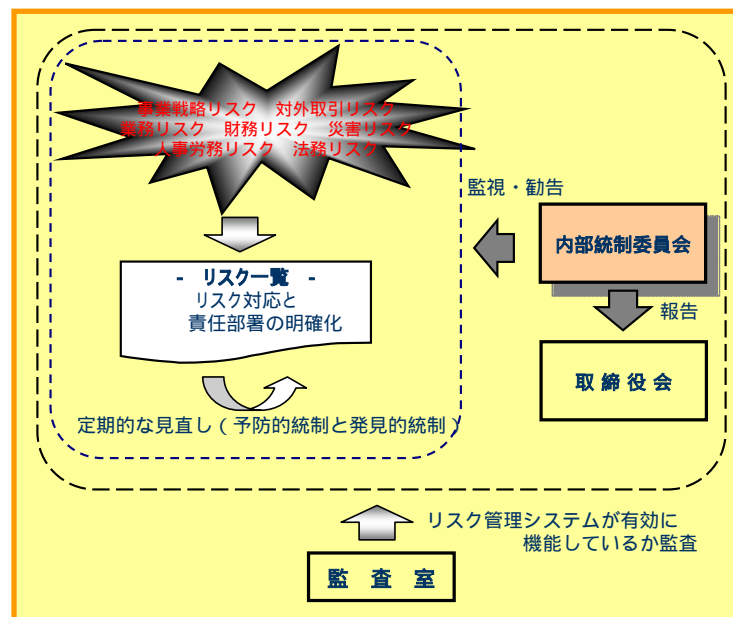 事業戦略リスク　対外取引リスク
業務リスク　財務リスク　災害リスク
人事労務リスク　法務リスク
監視・勧告
内部統制委員会
- リスク一覧 -
リスク対応と
責任部署の明確化
報告
取締役会
定期的な見直し（予防的統制と発見的統制）
リスク管理システムが有効に
機能しているか監査
監査室